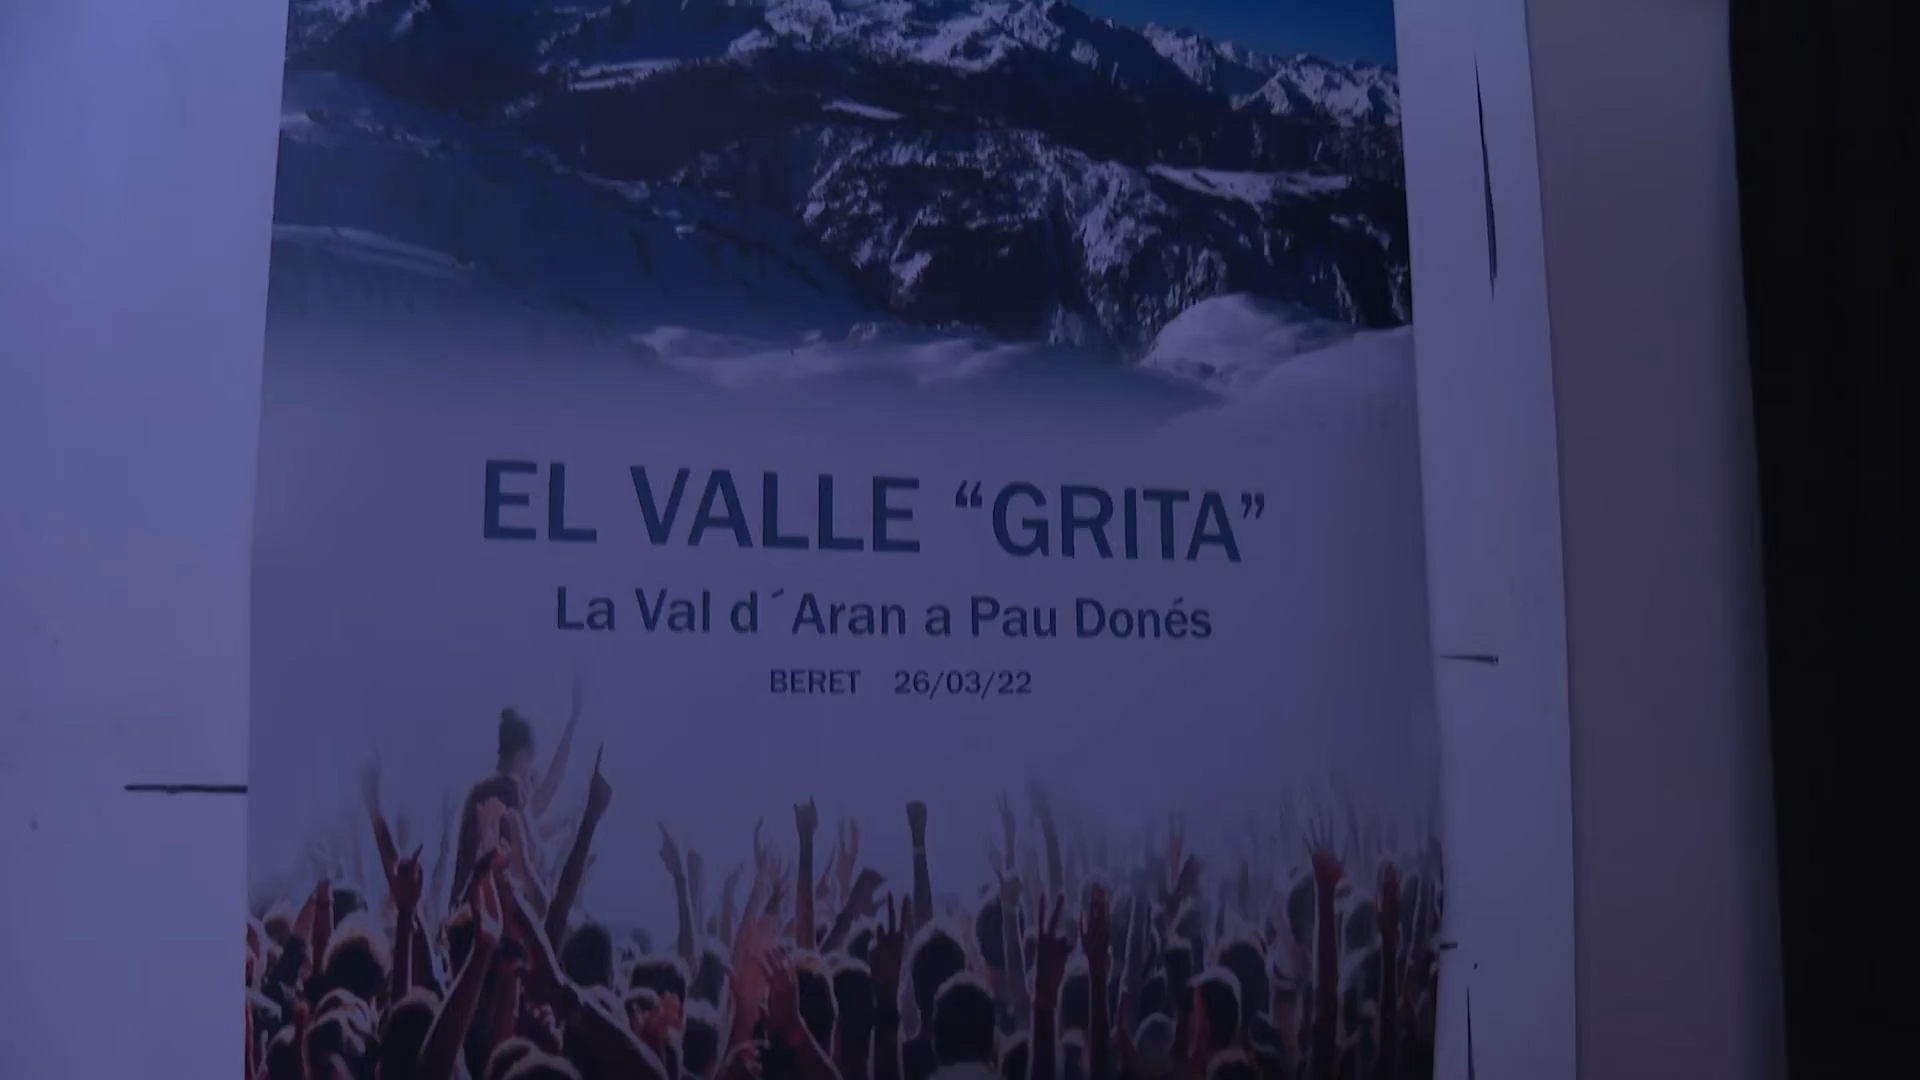 EL VALLE “GRITA”
La Val d´Aran a Pau Donés
BERET 26/03/22